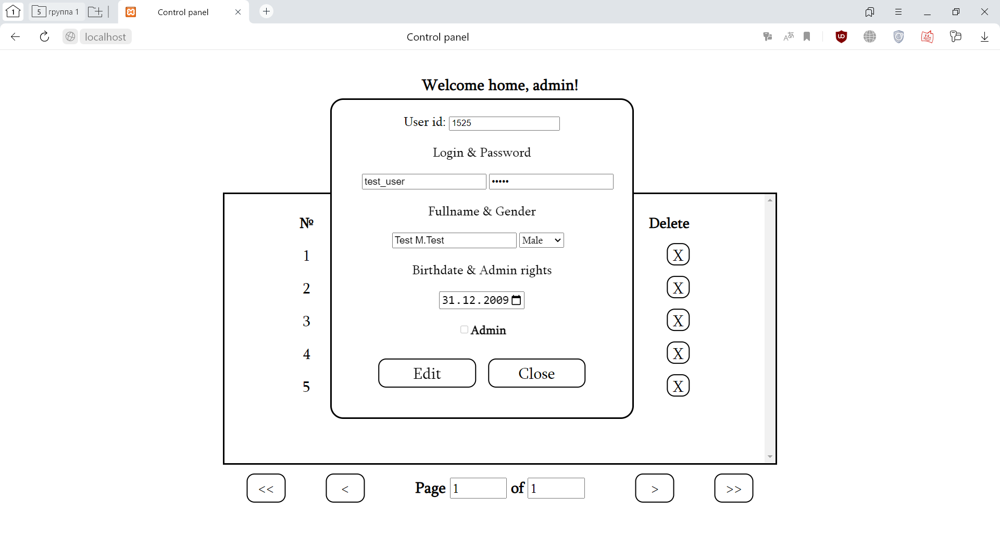 1
5 группа 1
Control panel
localhost
Control panel
Welcome home, admin!
User id: 1525
Login & Password
test_user •••••
Fullname & Gender
Test M.Test Male
Birthdate & Admin rights
31.12.2009
Admin
Edit Close
№ Delete
1 X
2 X
3 X
4 X
5 X
<< < Page 1 of 1 > >>